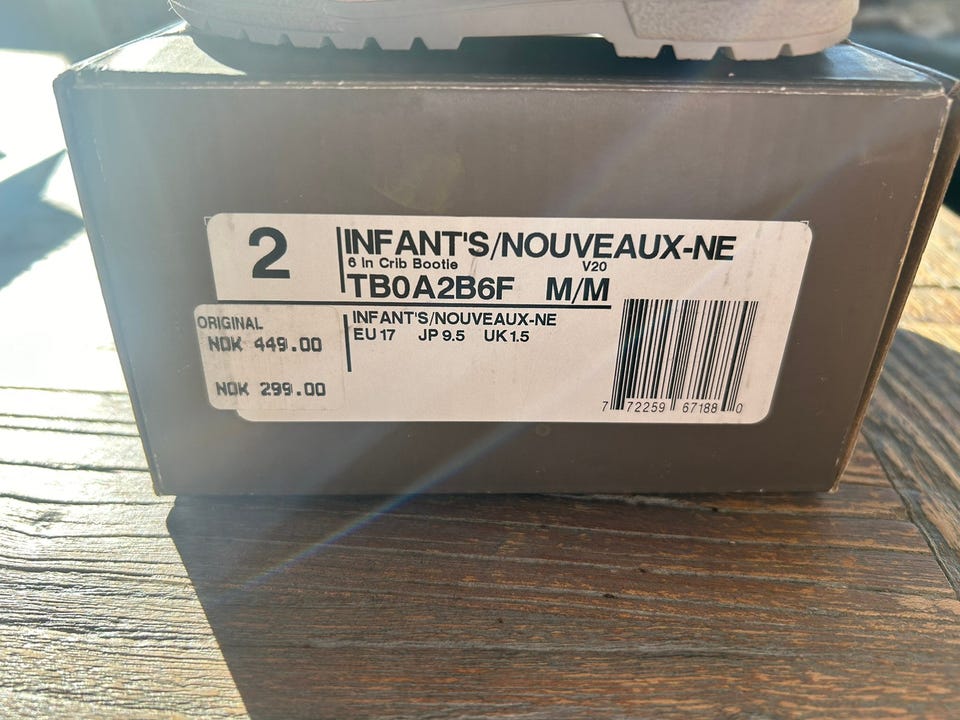 2
INFANT'S/NOUVEAUX-NE
6 In Crib Bootie V20
TB0A2B6F M/M
INFANT'S/NOUVEAUX-NE
EU 17 JP 9.5 UK 1.5
ORIGINAL
NOK 449.00
NOK 299.00
7 72259 67188 0